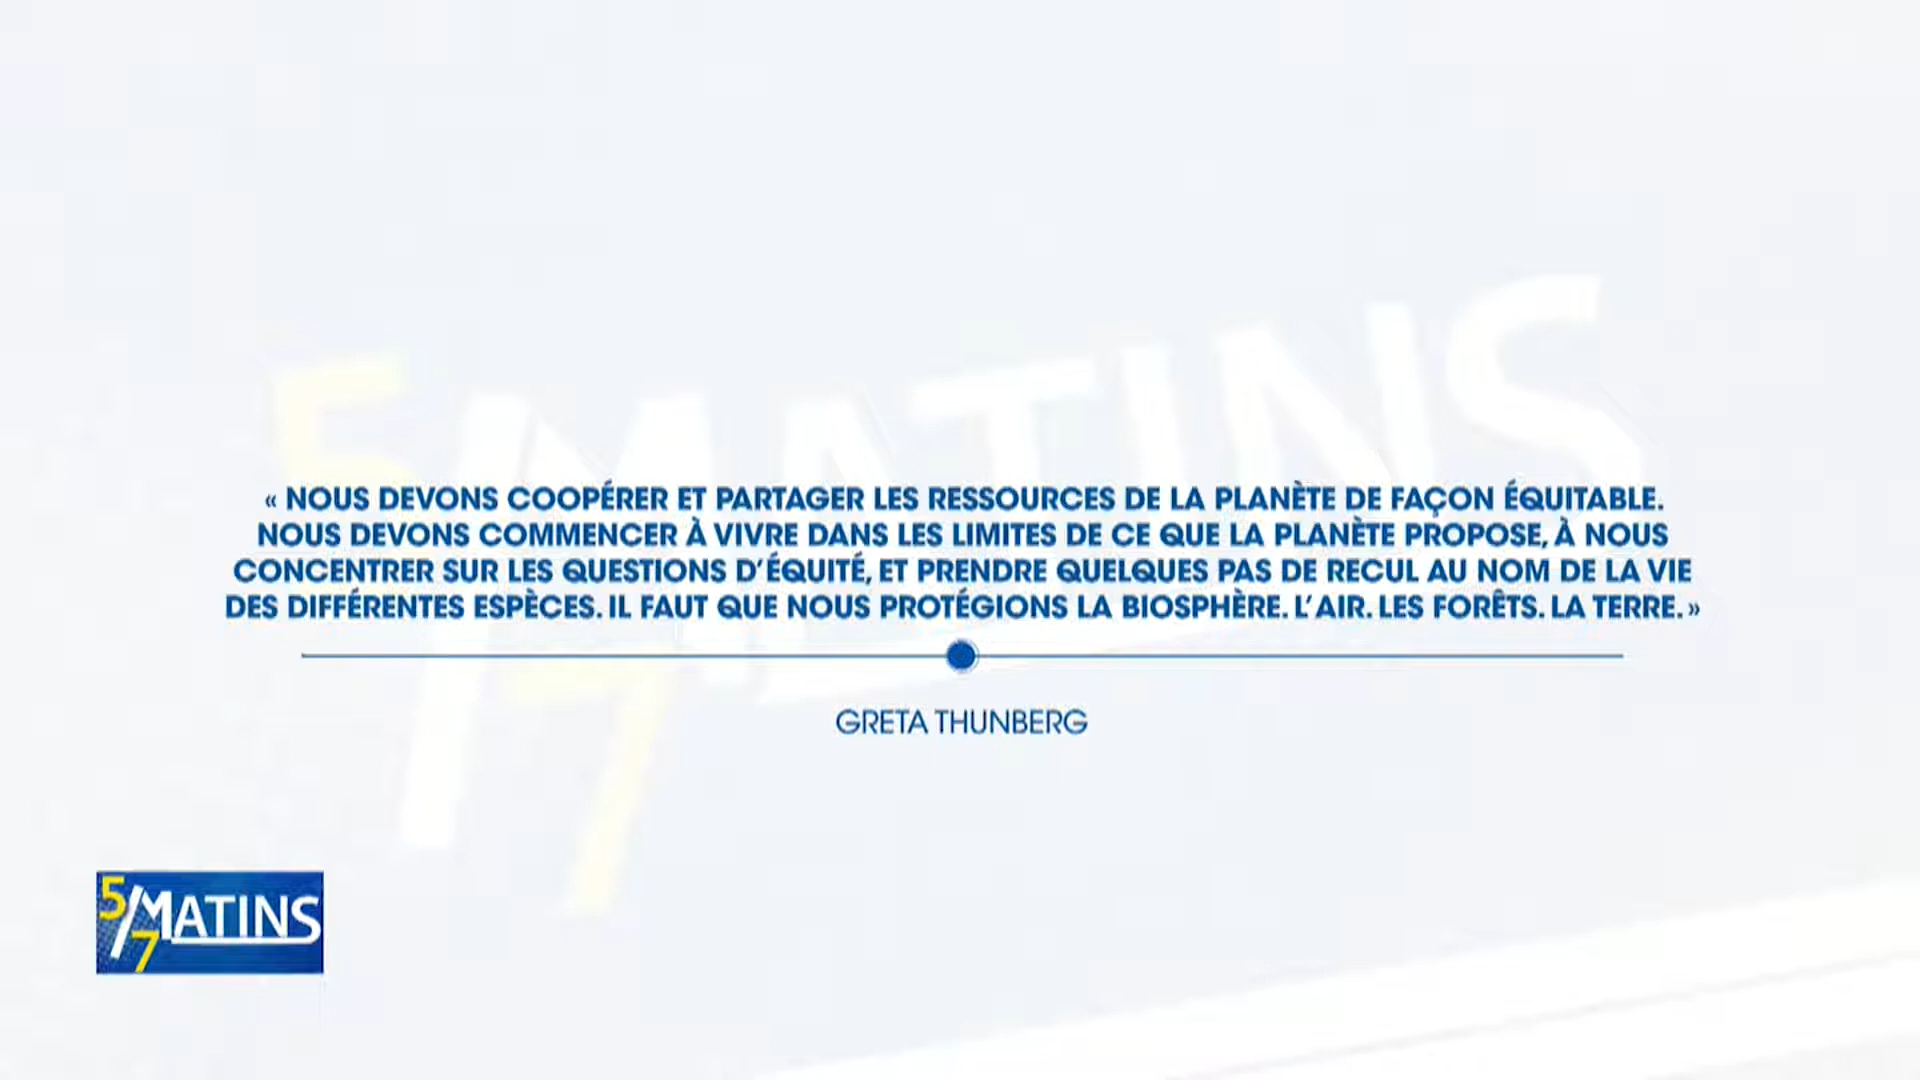 5/7 MATINS
« NOUS DEVONS COOPÉRER ET PARTAGER LES RESSOURCES DE LA PLANÈTE DE FAÇON ÉQUITABLE.
NOUS DEVONS COMMENCER À VIVRE DANS LES LIMITES DE CE QUE LA PLANÈTE PROPOSE, À NOUS
CONCENTRER SUR LES QUESTIONS D'ÉQUITÉ, ET PRENDRE QUELQUES PAS DE RECUL AU NOM DE LA VIE
DES DIFFÉRENTES ESPÈCES. IL FAUT QUE NOUS PROTÉGIONS LA BIOSPHÈRE. L'AIR. LES FORÊTS. LA TERRE. »
GRETA THUNBERG
5/7 MATINS